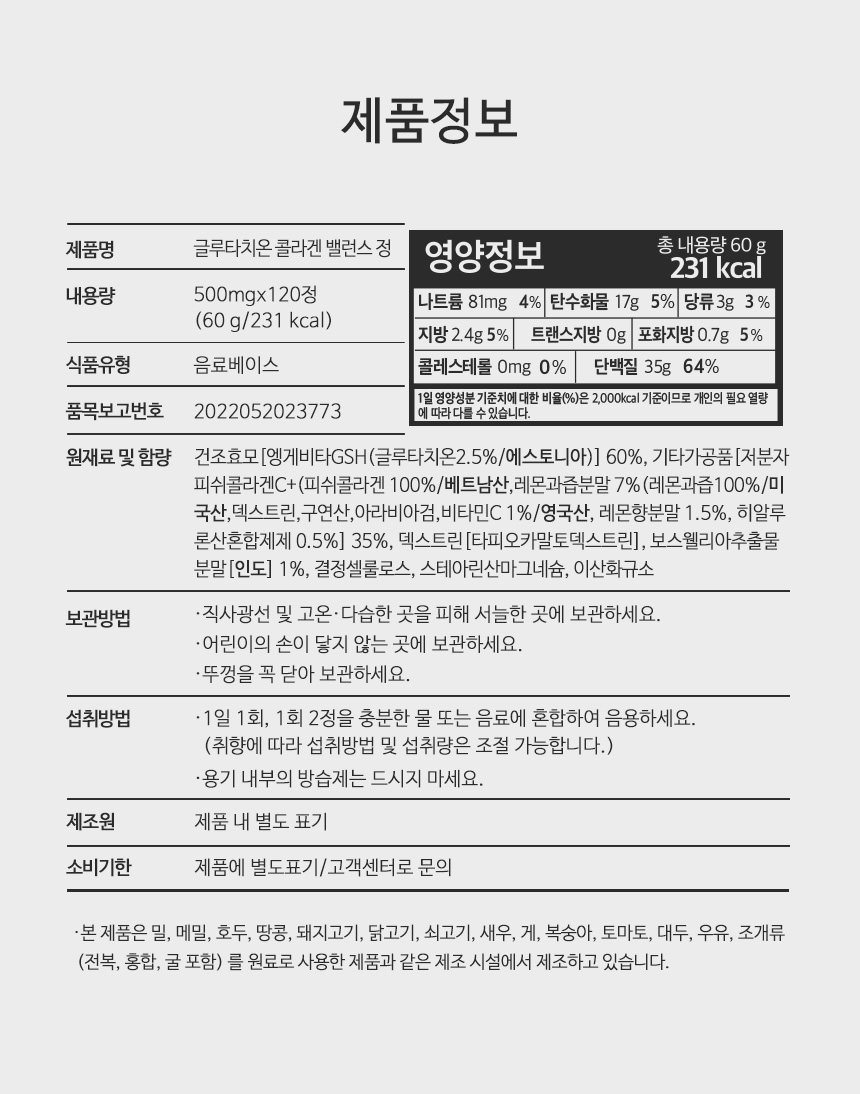 제품정보
제품명 글루타치온 콜라겐 밸런스 정
내용량 500mgx120정
(60 g/231 kcal)
식품유형 음료베이스
품목보고번호 2022052023773
영양정보 총 내용량 60 g
231 kcal
나트륨 81mg 4% 탄수화물 17g 5% 당류 3g 3 %
지방 2.4g 5% 트랜스지방 0g 포화지방 0.7g 5%
콜레스테롤 0mg 0% 단백질 35g 64%
1일 영양성분 기준치에 대한 비율(%)은 2,000kcal 기준이므로 개인의 필요 열량
에 따라 다를 수 있습니다.
원재료 및 함량 건조효모[엥게비타GSH(글루타치온2.5%/에스토니아)] 60%, 기타가공품[저분자
피쉬콜라겐C+(피쉬콜라겐 100%/베트남산,레몬과즙분말 7%(레몬과즙100%/미
국산,덱스트린,구연산,아라비아검,비타민C 1%/영국산, 레몬향분말 1.5%, 히알루
론산혼합제제 0.5%] 35%, 덱스트린[타피오카말토덱스트린], 보스웰리아추출물
분말[인도] 1%, 결정셀룰로스, 스테아린산마그네슘, 이산화규소
보관방법 ·직사광선 및 고온·다습한 곳을 피해 서늘한 곳에 보관하세요.
·어린이의 손이 닿지 않는 곳에 보관하세요.
·뚜껑을 꼭 닫아 보관하세요.
섭취방법 ·1일 1회, 1회 2정을 충분한 물 또는 음료에 혼합하여 음용하세요.
(취향에 따라 섭취방법 및 섭취량은 조절 가능합니다.)
·용기 내부의 방습제는 드시지 마세요.
제조원 제품 내 별도 표기
소비기한 제품에 별도표기/고객센터로 문의
·본 제품은 밀, 메밀, 호두, 땅콩, 돼지고기, 닭고기, 쇠고기, 새우, 게, 복숭아, 토마토, 대두, 우유, 조개류
(전복, 홍합, 굴 포함) 를 원료로 사용한 제품과 같은 제조 시설에서 제조하고 있습니다.